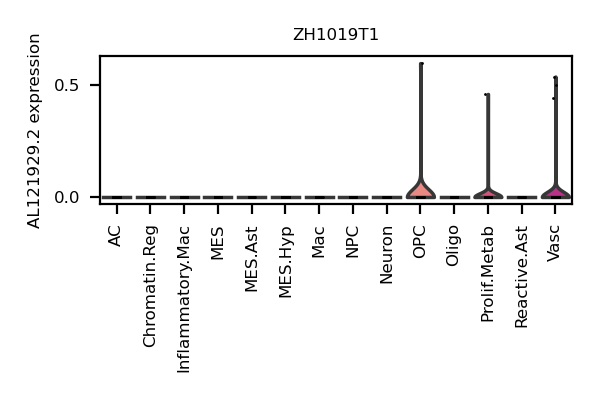 ZH1019T1
AL121929.2 expression
0.5
0.0
AC
Chromatin.Reg
Inflammatory.Mac
MES
MES.Ast
MES.Hyp
Mac
NPC
Neuron
OPC
Oligo
Prolif.Metab
Reactive.Ast
Vasc